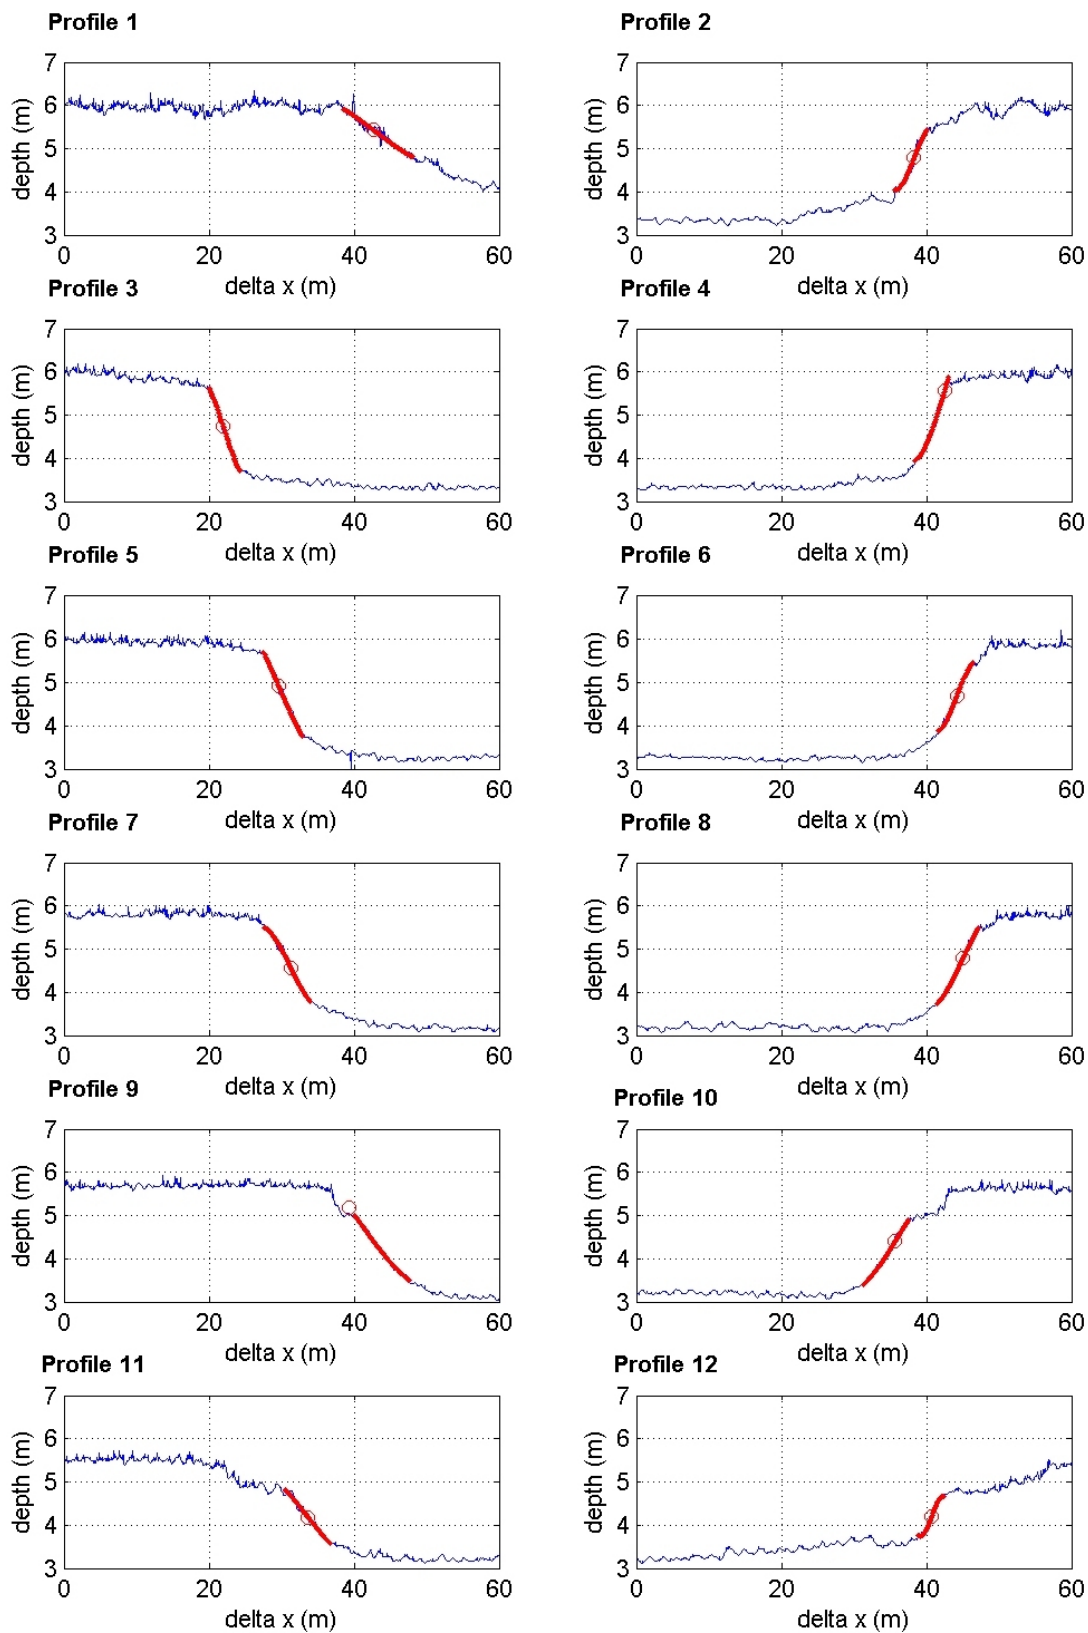 Profile 1
Profile 2
7
6
5
4
3
depth (m)
0 20 40 60
delta x (m)
7
6
5
4
3
depth (m)
0 20 40 60
delta x (m)
Profile 3
Profile 4
7
6
5
4
3
depth (m)
0 20 40 60
delta x (m)
7
6
5
4
3
depth (m)
0 20 40 60
delta x (m)
Profile 5
Profile 6
7
6
5
4
3
depth (m)
0 20 40 60
delta x (m)
7
6
5
4
3
depth (m)
0 20 40 60
delta x (m)
Profile 7
Profile 8
7
6
5
4
3
depth (m)
0 20 40 60
delta x (m)
7
6
5
4
3
depth (m)
0 20 40 60
delta x (m)
Profile 9
Profile 10
7
6
5
4
3
depth (m)
0 20 40 60
delta x (m)
7
6
5
4
3
depth (m)
0 20 40 60
delta x (m)
Profile 11
Profile 12
7
6
5
4
3
depth (m)
0 20 40 60
delta x (m)
7
6
5
4
3
depth (m)
0 20 40 60
delta x (m)